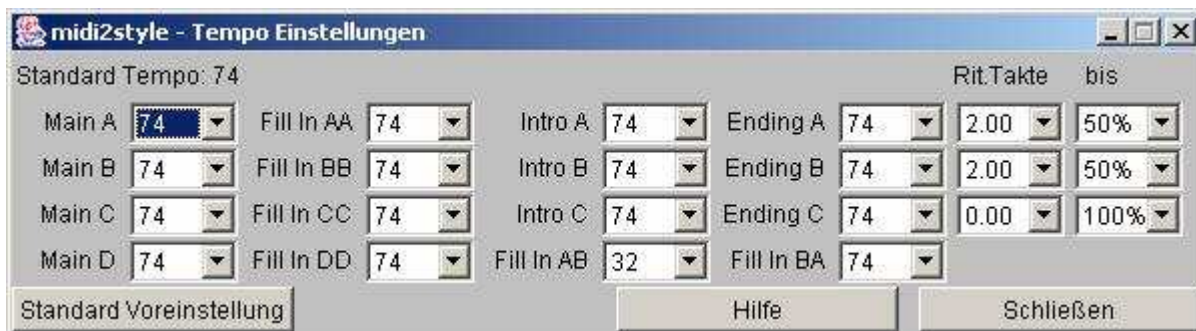 midi2style - Tempo Einstellungen
Standard Tempo: 74 Rit.Takte bis
Main A 74 Fill In AA 74 Intro A 74 Ending A 74 2.00 50%
Main B 74 Fill In BB 74 Intro B 74 Ending B 74 2.00 50%
Main C 74 Fill In CC 74 Intro C 74 Ending C 74 0.00 100%
Main D 74 Fill In DD 74 Fill In AB 32 Fill In BA 74
Standard Voreinstellung Hilfe Schließen